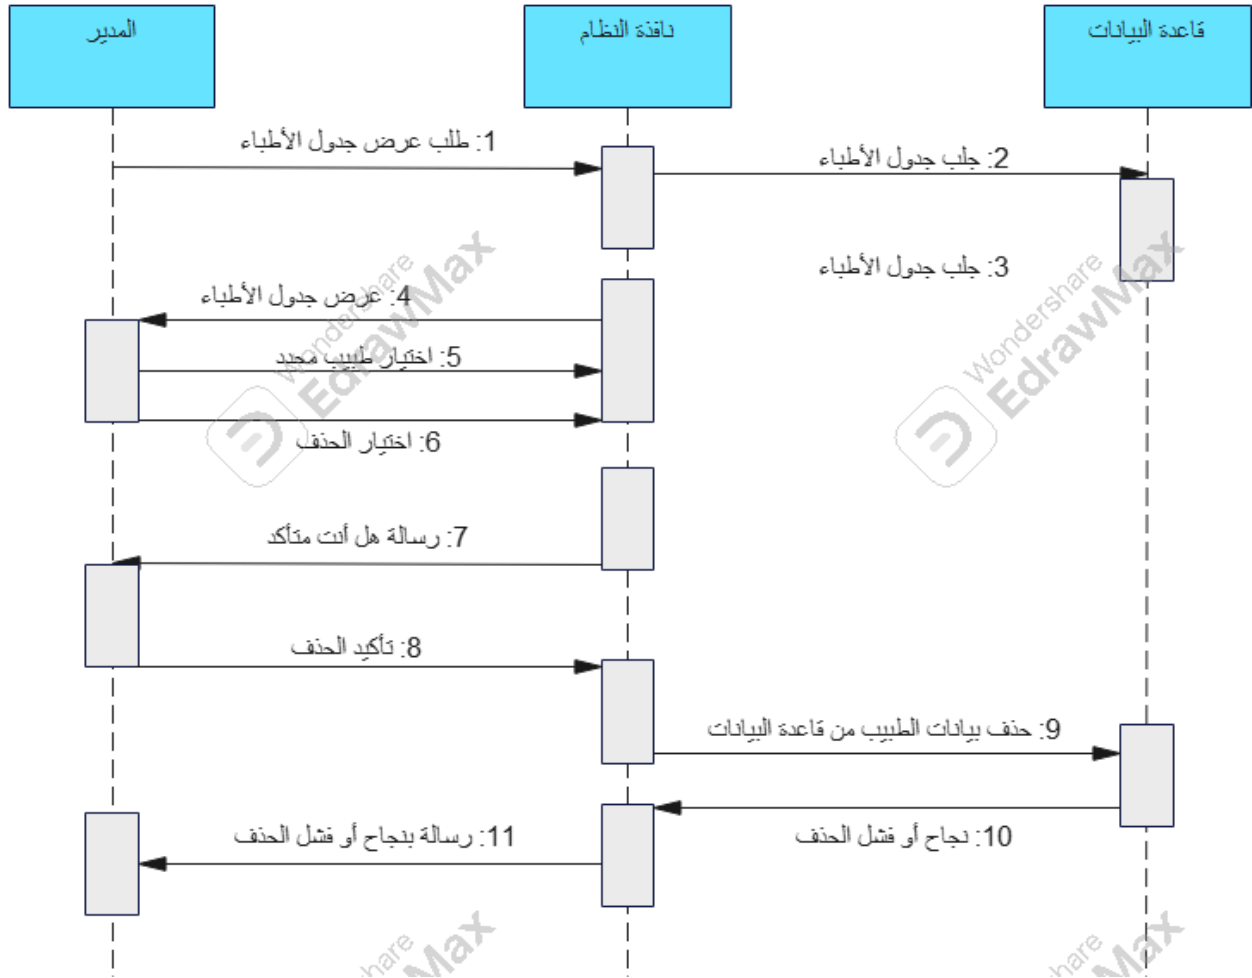 المدير
نافذة النظام
قاعدة البيانات
1: طلب عرض جدول الأطباء
2: جلب جدول الأطباء
3: جلب جدول الأطباء
4: عرض جدول الأطباء
5: اختيار طبيب محدد
6: اختيار الحذف
7: رسالة هل أنت متأكد
8: تأكيد الحذف
9: حذف بيانات الطبيب من قاعدة البيانات
10: نجاح أو فشل الحذف
11: رسالة بنجاح أو فشل الحذف
Wondershare
EdrawMax
Wondershare
EdrawMax